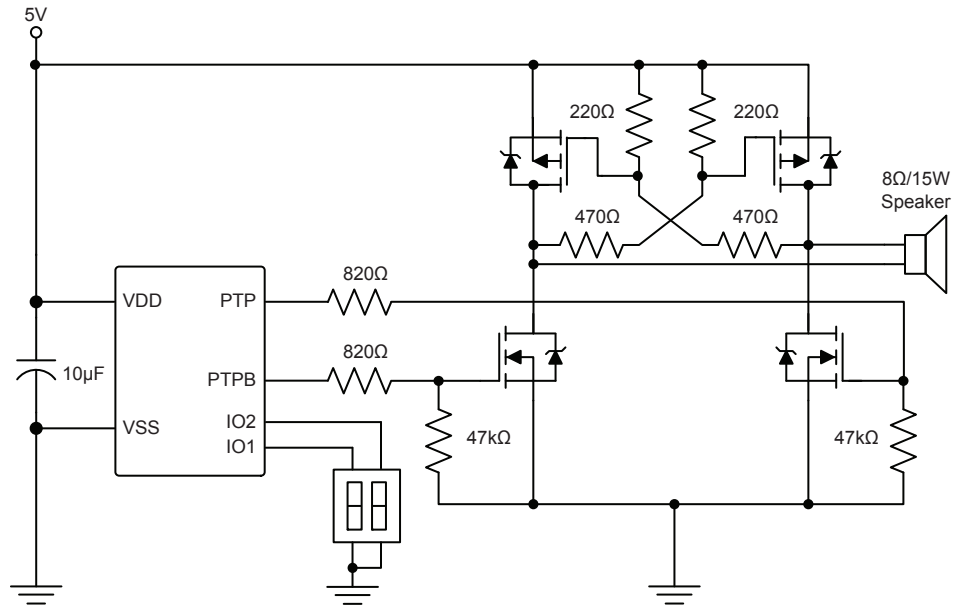 5V
220Ω
220Ω
8Ω/15W
Speaker
470Ω
470Ω
820Ω
VDD
PTP
820Ω
10μF
PTPB
VSS
IO2
IO1
47kΩ
47kΩ